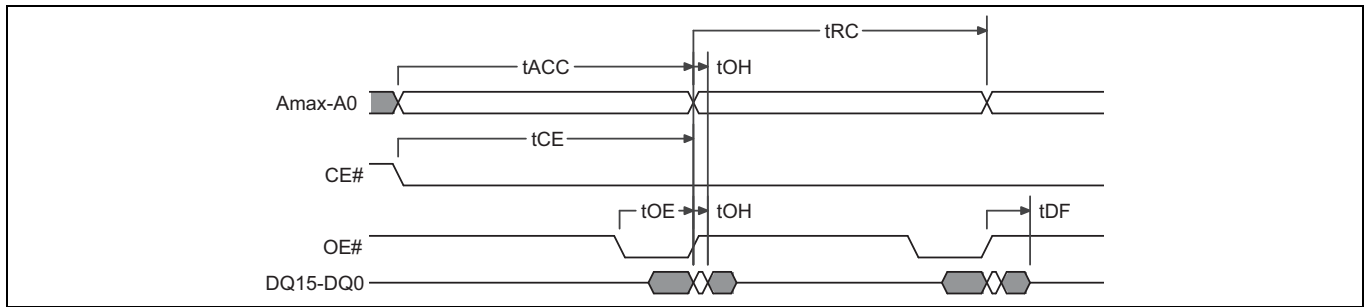 tRC
tACC tOH
Amax-A0
tCE
CE#
tOE tOH tDF
OE#
DQ15-DQ0